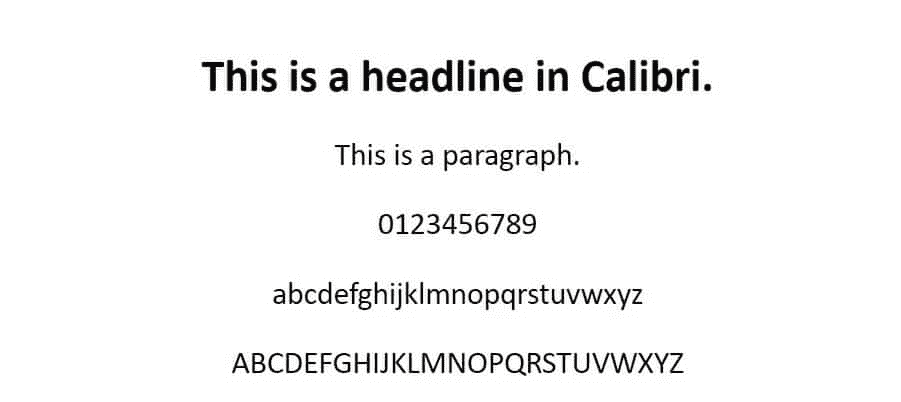 This is a headline in Calibri.
This is a paragraph.
0123456789
abcdefghijklmnopqrstuvwxyz
ABCDEFGHIJKLMNOPQRSTUVWXYZ